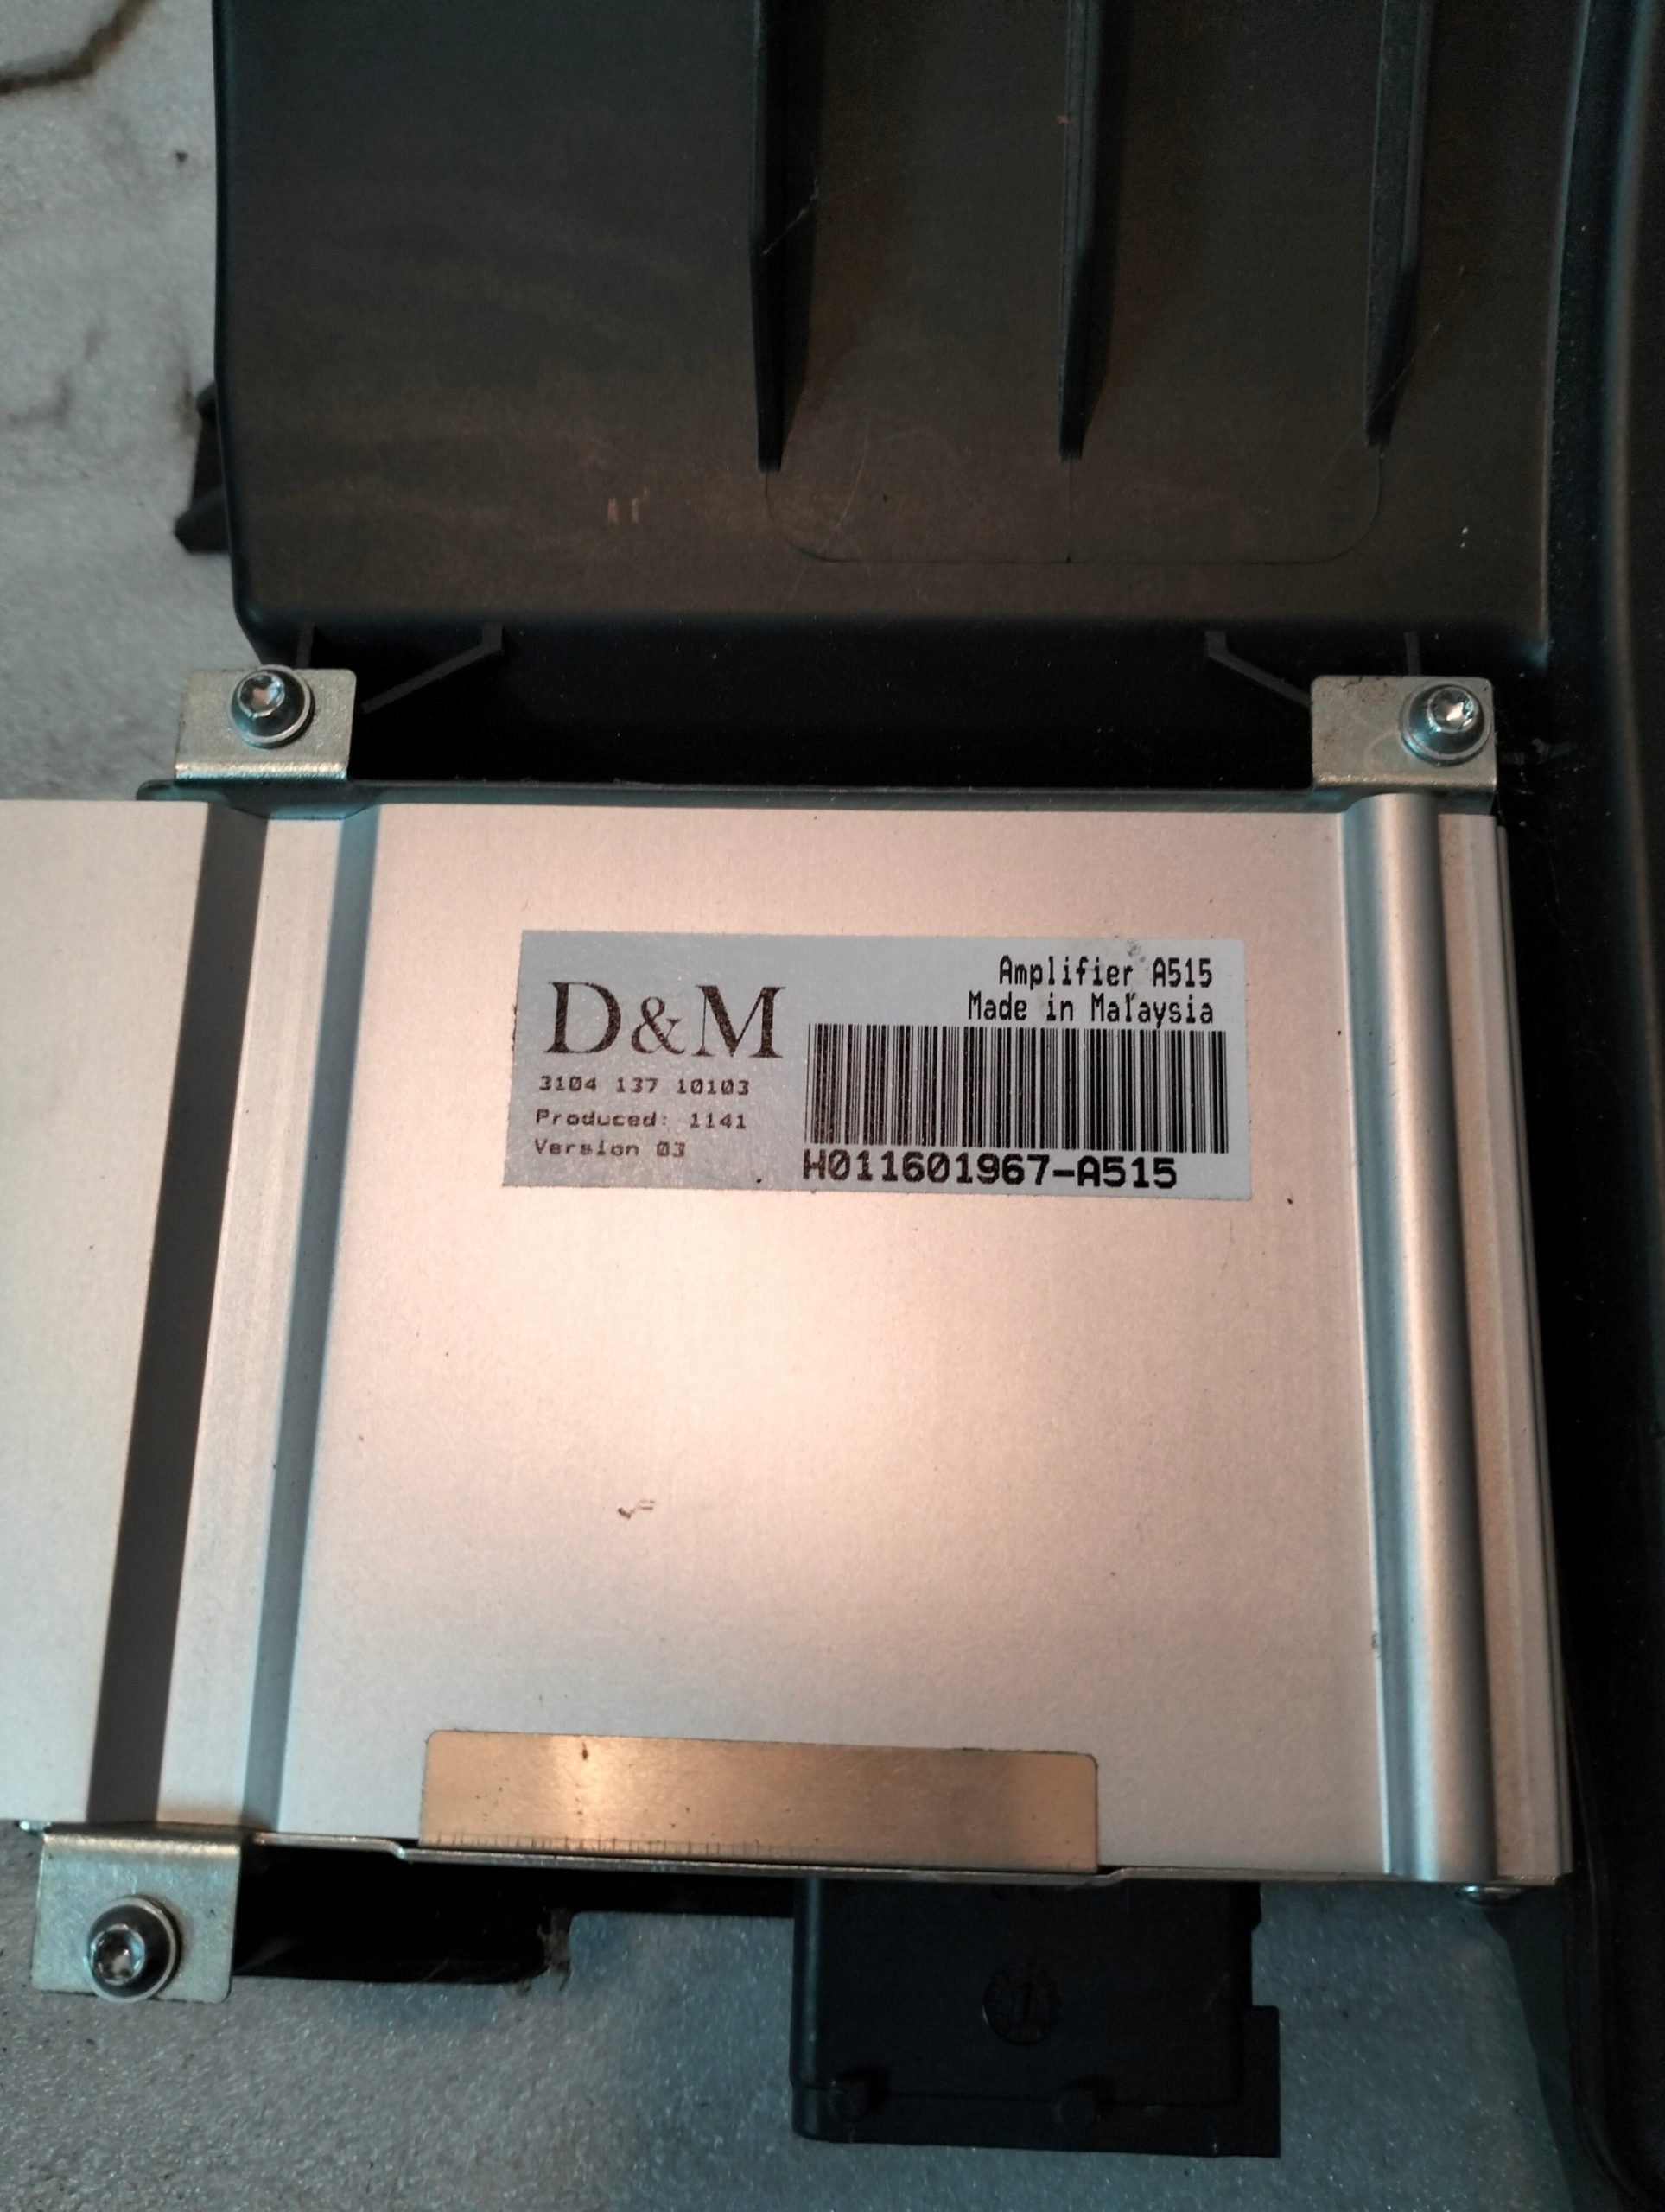 Amplifier A515
Made in Malaysia
D&M
3104 137 10103
Produced: 1141
Version 03
H011601967-A515